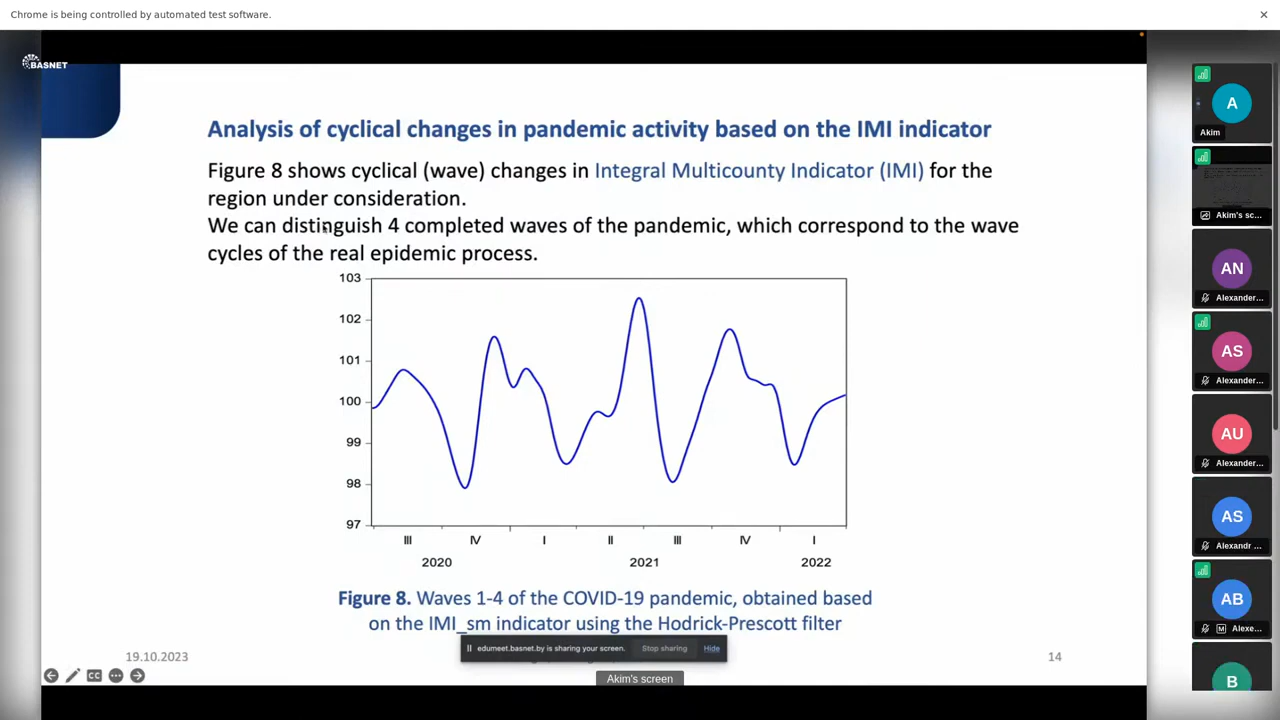 Chrome is being controlled by automated test software.
BASNET
Analysis of cyclical changes in pandemic activity based on the IMI indicator
Figure 8 shows cyclical (wave) changes in Integral Multicounty Indicator (IMI) for the
region under consideration.
We can distinguish 4 completed waves of the pandemic, which correspond to the wave
cycles of the real epidemic process.
103
102
101
100
99
98
97
III IV I II III IV I
2020 2021 2022
Figure 8. Waves 1-4 of the COVID-19 pandemic, obtained based
on the IMI_sm indicator using the Hodrick-Prescott filter
edumeet.basnet.by is sharing your screen. Stop sharing Hide
19.10.2023
14
CC
Akim's screen
A
Akim
Akim's sc...
AN
Alexander...
AS
Alexander...
AU
Alexander...
AS
Alexandr ...
AB
M Alexe...
B